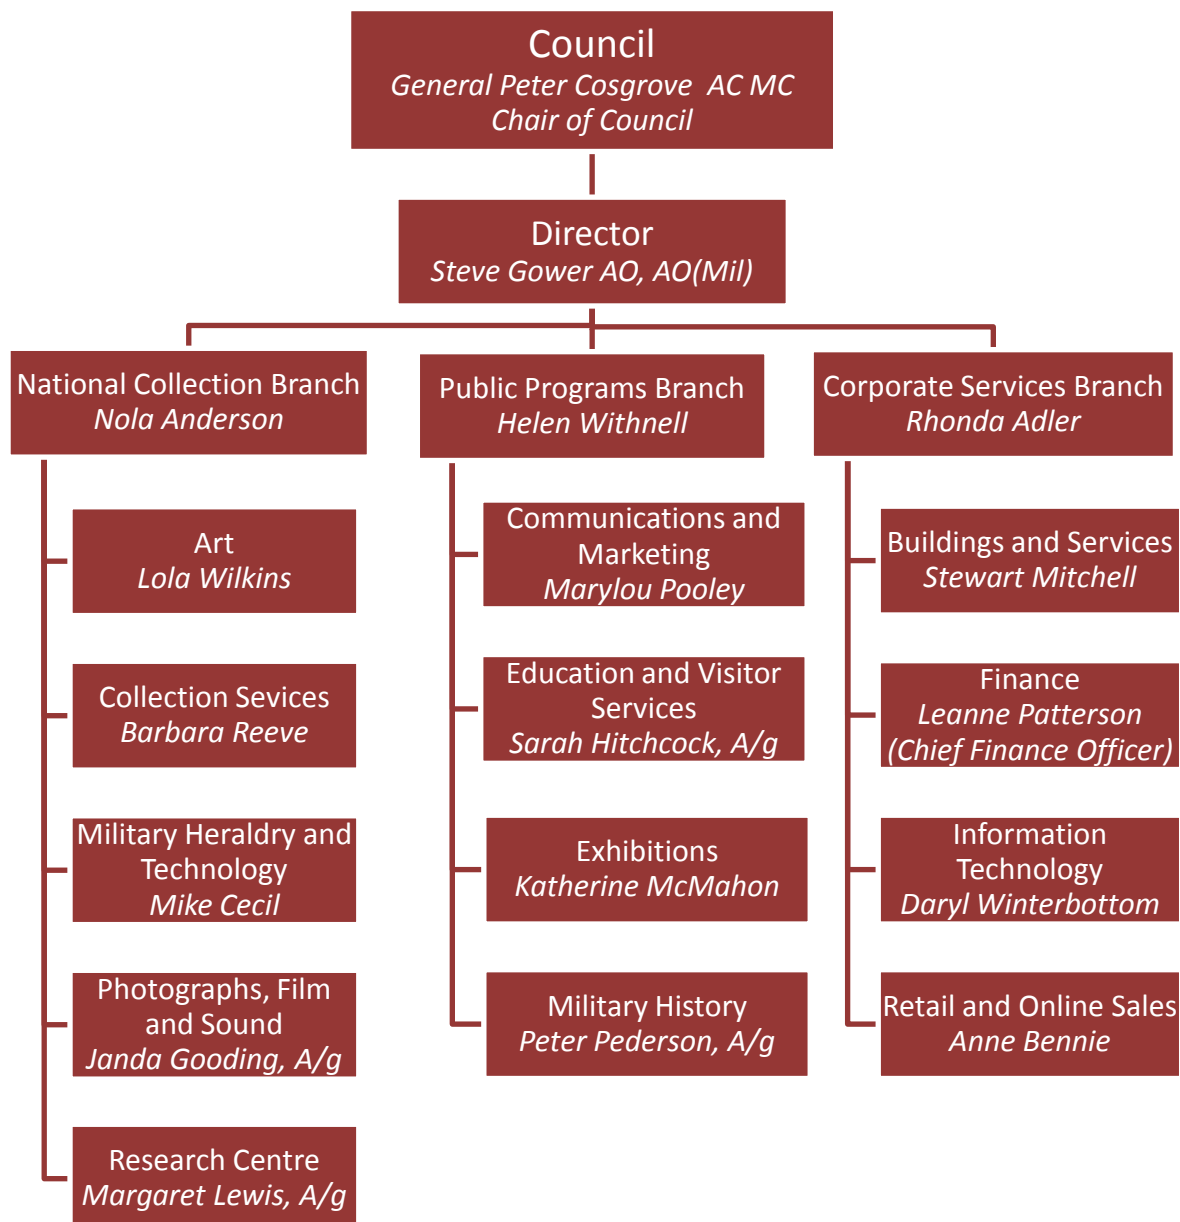 Council
General Peter Cosgrove  AC MC
Chair of Council
Director
Steve Gower AO, AO(Mil)
National Collection Branch
Nola Anderson
Art
Lola Wilkins
Collection Sevices
Barbara Reeve
Military Heraldry and
Technology
Mike Cecil
Photographs, Film
and Sound
Janda Gooding, A/g
Research Centre
Margaret Lewis, A/g
Public Programs Branch
Helen Withnell
Communications and
Marketing
Marylou Pooley
Education and Visitor
Services
Sarah Hitchcock, A/g
Exhibitions
Katherine McMahon
Military History
Peter Pederson, A/g
Corporate Services Branch
Rhonda Adler
Buildings and Services
Stewart Mitchell
Finance
Leanne Patterson
(Chief Finance Officer)
Information
Technology
Daryl Winterbottom
Retail and Online Sales
Anne Bennie